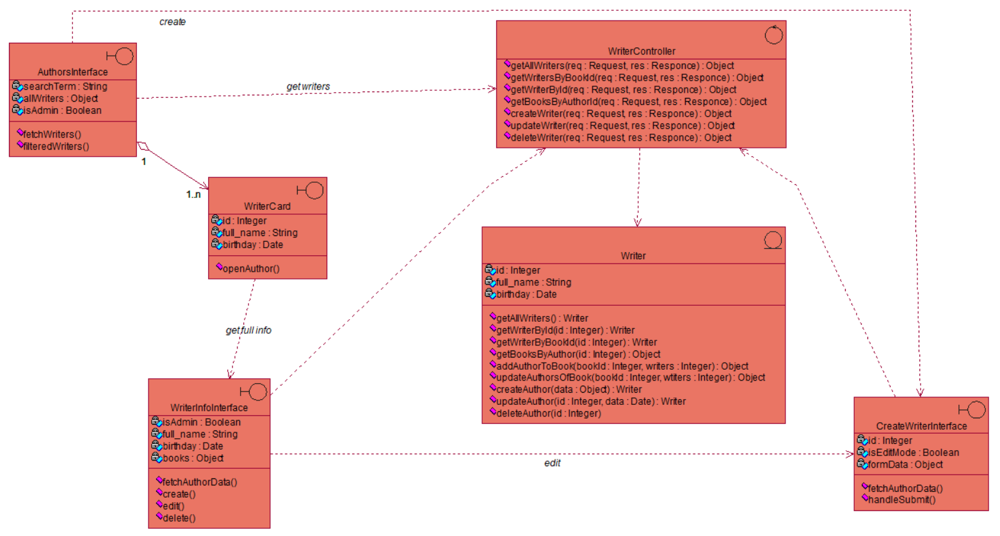 create
AuthorsInterface
searchTerm : String
allWriters : Object
isAdmin : Boolean
fetchWriters()
filteredWriters()
get writers
WriterController
getAllWriters(req : Request, res : Responce) : Object
getWritersByBookId(req : Request, res : Responce) : Object
getWriterById(req : Request, res : Responce) : Object
getBooksByAuthorId(req : Request, res : Responce) : Object
createWriter(req : Request, res : Responce) : Object
updateWriter(req : Request, res : Responce) : Object
deleteWriter(req : Request, res : Responce) : Object
1
1..n
WriterCard
id : Integer
full_name : String
birthday : Date
openAuthor()
Writer
id : Integer
full_name : String
birthday : Date
getAllWriters() : Writer
getWriterById(id : Integer) : Writer
getWriterByBookId(id : Integer) : Writer
getBooksByAuthor(id : Integer) : Object
addAuthorToBook(bookId : Integer, writers : Integer) : Object
updateAuthorsOfBook(bookId : Integer, wtiters : Integer) : Object
createAuthor(data : Object) : Writer
updateAuthor(id : Integer, data : Date) : Writer
deleteAuthor(id : Integer)
get full info
WriterInfoInterface
isAdmin : Boolean
full_name : String
birthday : Date
books : Object
fetchAuthorData()
create()
edit()
delete()
edit
CreateWriterInterface
id : Integer
isEditMode : Boolean
formData : Object
fetchAuthorData()
handleSubmit()